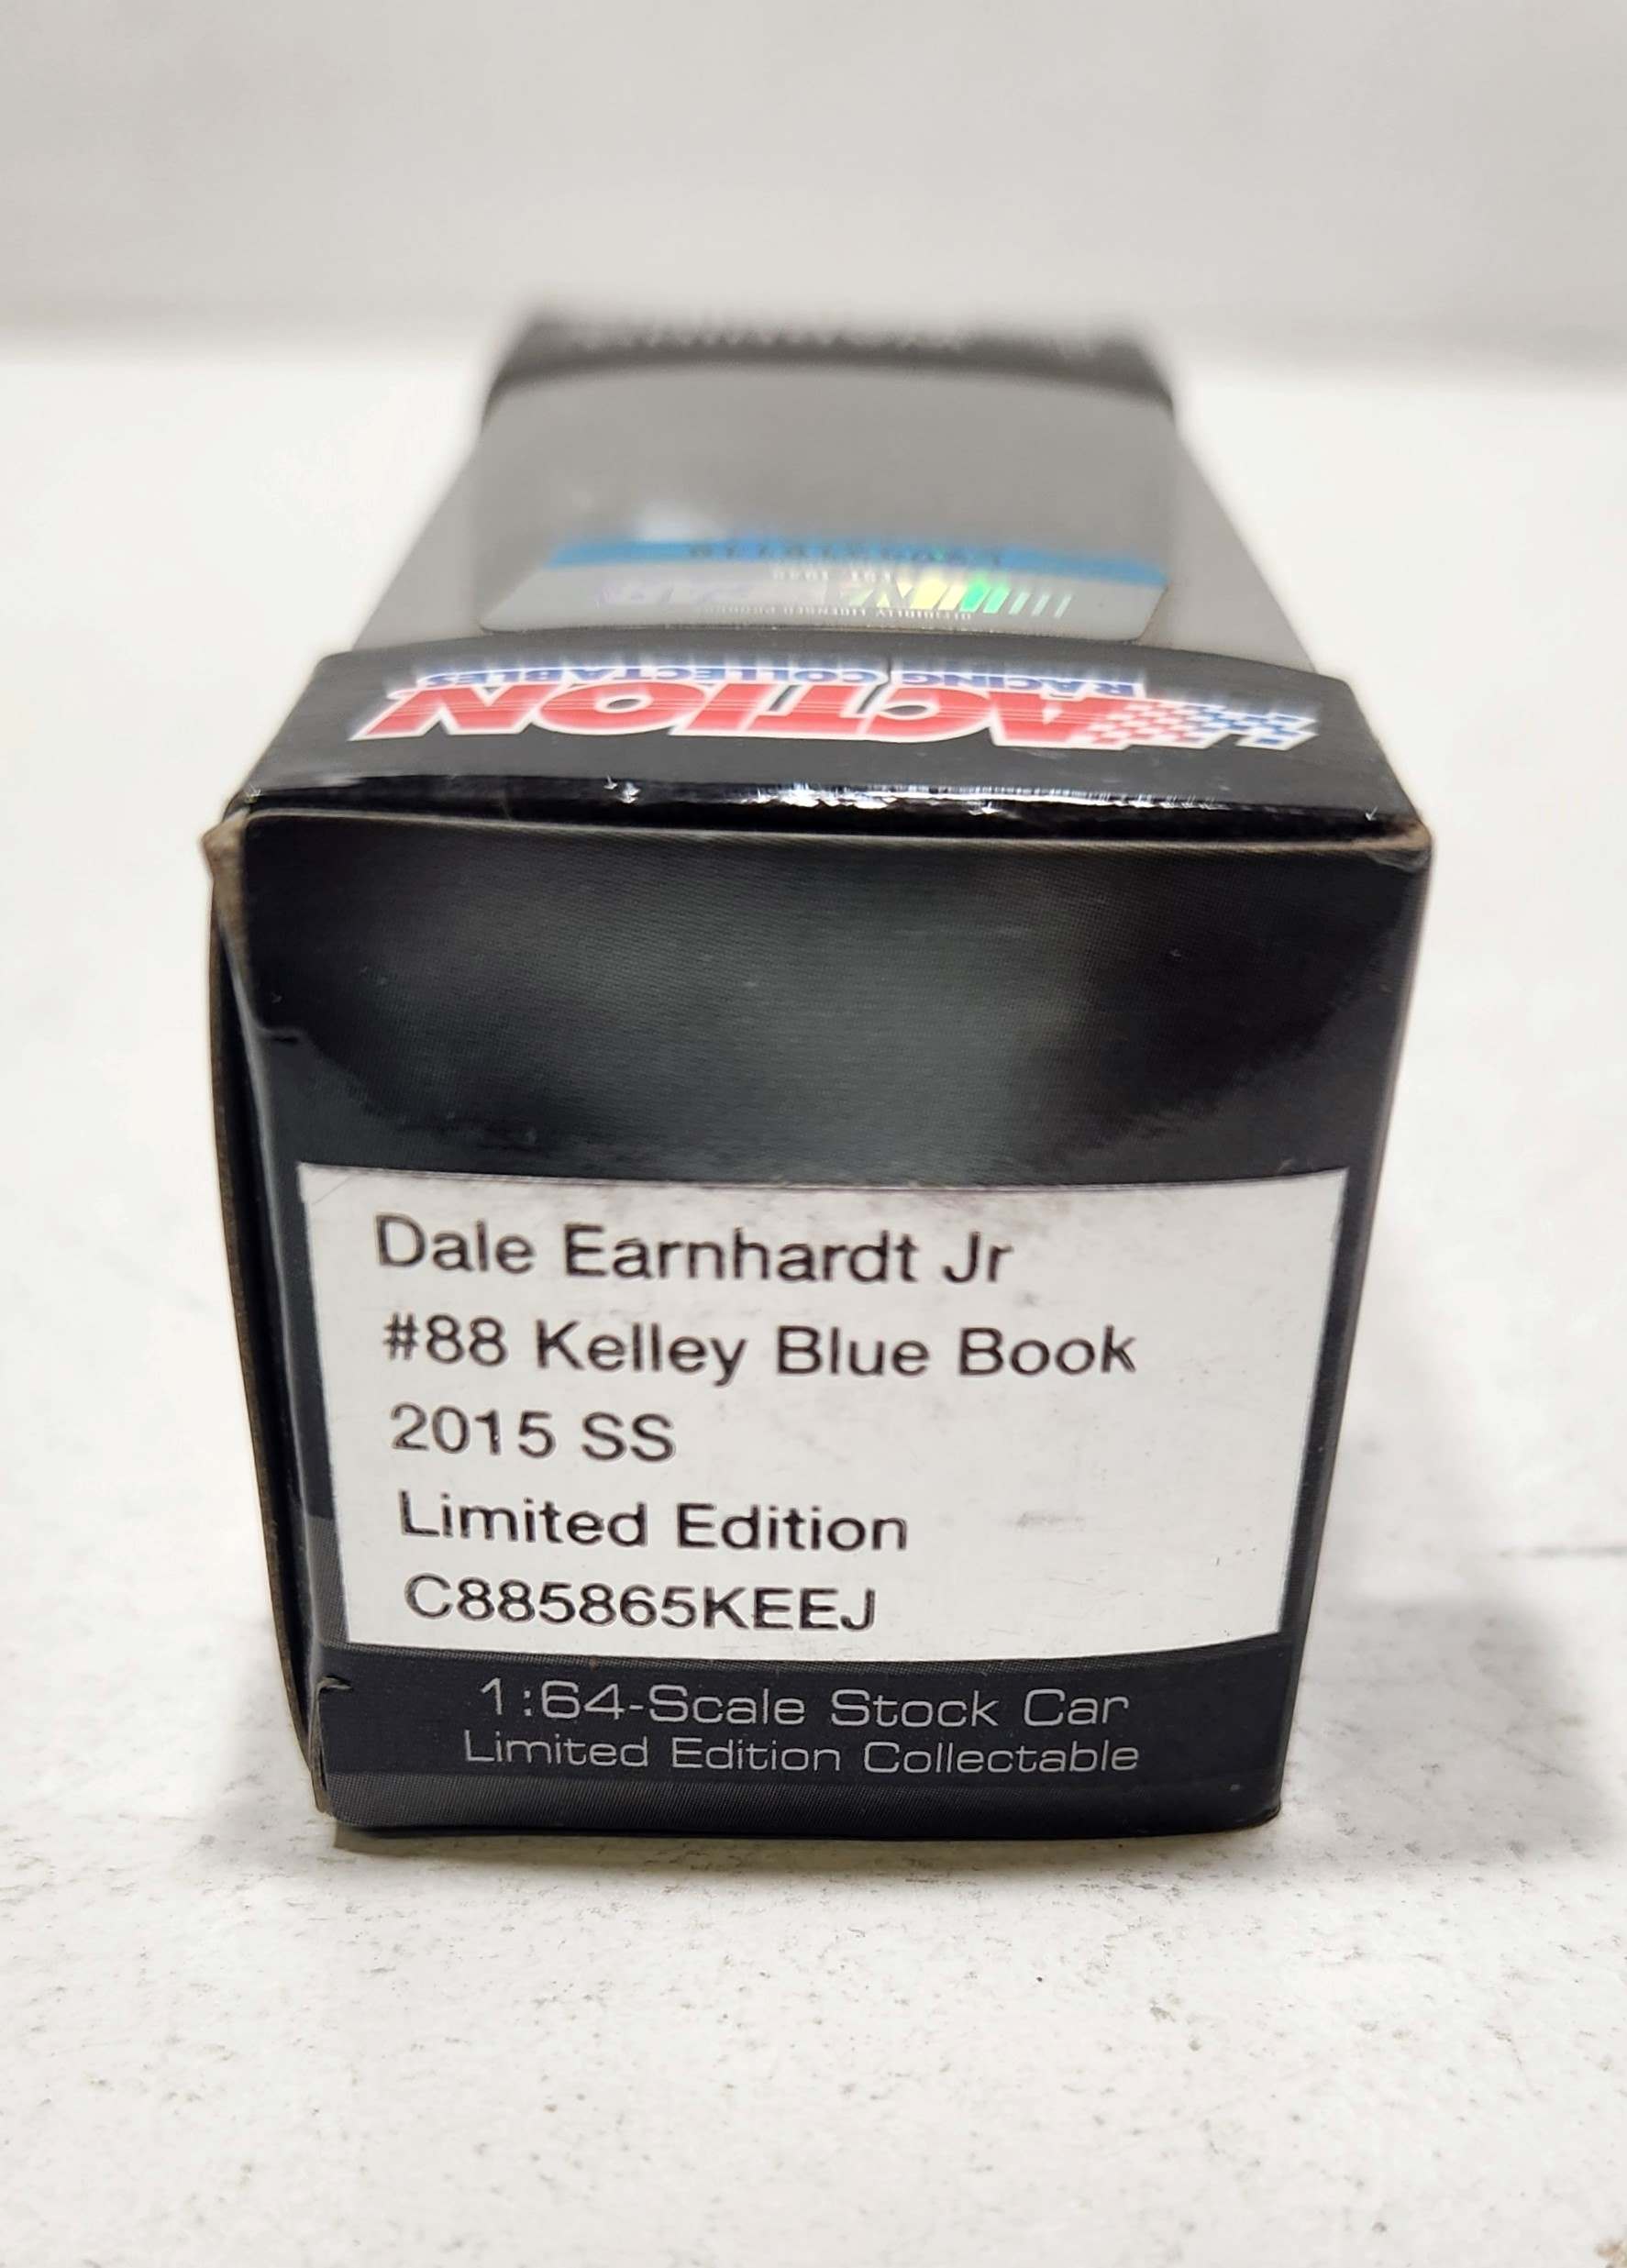 ACTION
RACING COLLECTABLES
Dale Earnhardt Jr
#88 Kelley Blue Book
2015 SS
Limited Edition
C885865KEEJ
1:64-Scale Stock Car
Limited Edition Collectable